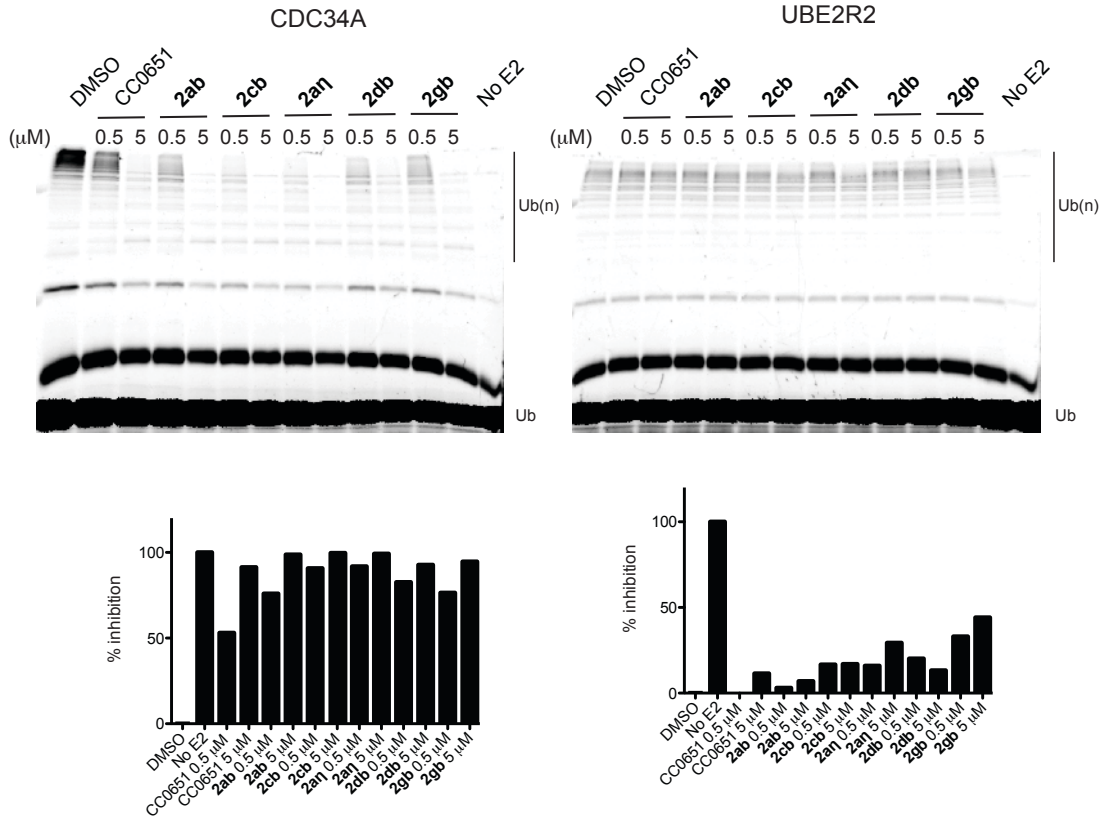 CDC34A
UBE2R2
DMSO
CC0651
2ab
2cb
2aη
2db
2gb
No E2
DMSO
CC0651
2ab
2cb
2aη
2db
2gb
No E2
(μM) 0.5 5 0.5 5 0.5 5 0.5 5 0.5 5 0.5 5
(μM) 0.5 5 0.5 5 0.5 5 0.5 5 0.5 5 0.5 5
Ub(n)
Ub(n)
Ub
Ub
% inhibition
100
50
0
DMSO
No E2
CC0651 0.5 μM
CC0651 5 μM
2ab 0.5 μM
2ab 5 μM
2cb 0.5 μM
2cb 5 μM
2aη 0.5 μM
2aη 5 μM
2db 0.5 μM
2db 5 μM
2gb 0.5 μM
2gb 5 μM
% inhibition
100
50
0
DMSO
No E2
CC0651 0.5 μM
CC0651 5 μM
2ab 0.5 μM
2ab 5 μM
2cb 0.5 μM
2cb 5 μM
2aη 0.5 μM
2aη 5 μM
2db 0.5 μM
2db 5 μM
2gb 0.5 μM
2gb 5 μM